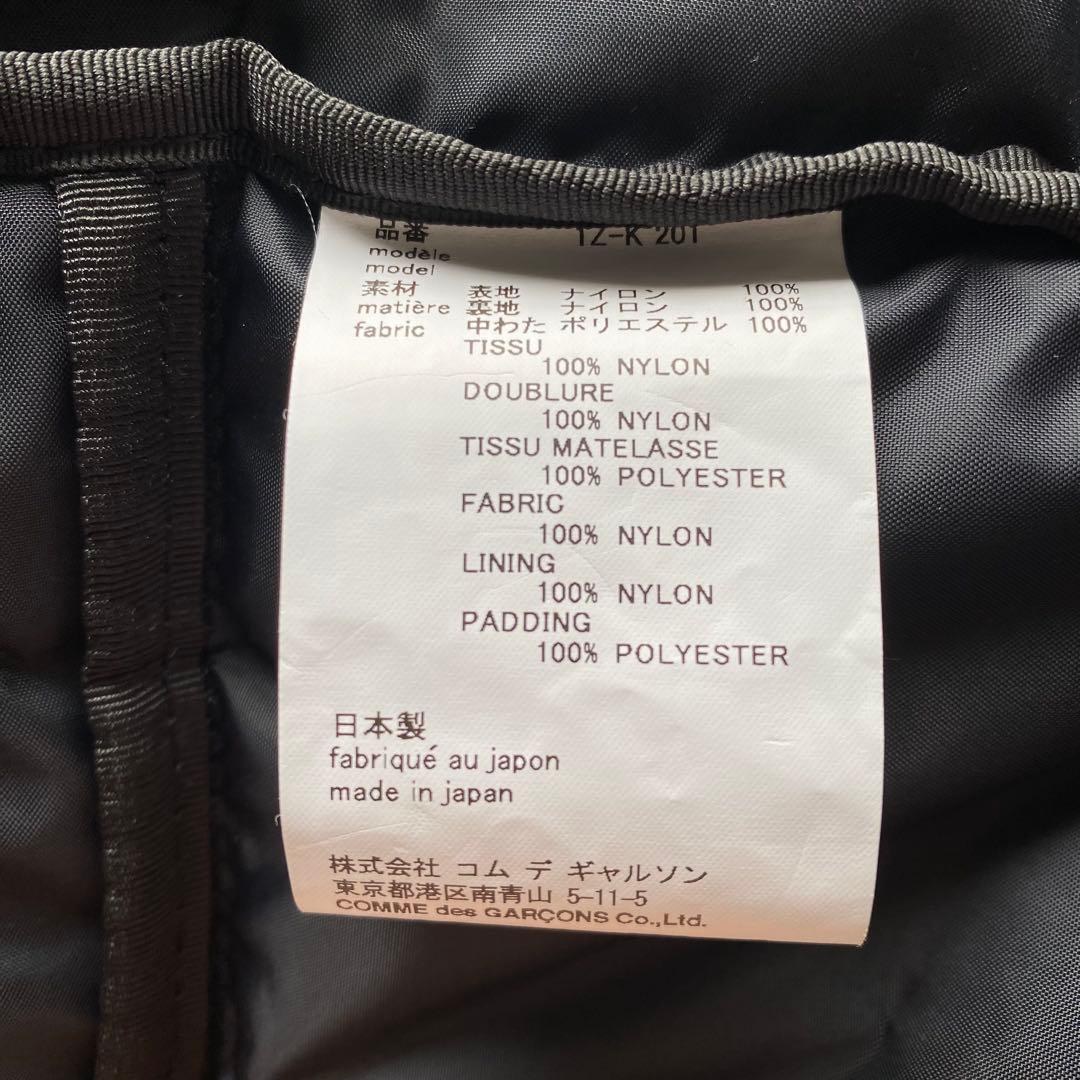 品番 1Z-K 201
modèle
model
素材 表地 ナイロン 100%
matière 裏地 ナイロン 100%
fabric 中わた ポリエステル 100%
TISSU
100% NYLON
DOUBLURE
100% NYLON
TISSU MATELASSE
100% POLYESTER
FABRIC
100% NYLON
LINING
100% NYLON
PADDING
100% POLYESTER
日本製
fabriqué au japon
made in japan
株式会社 コム デ ギャルソン
東京都港区南青山 5-11-5
COMME des GARÇONS Co.,Ltd.